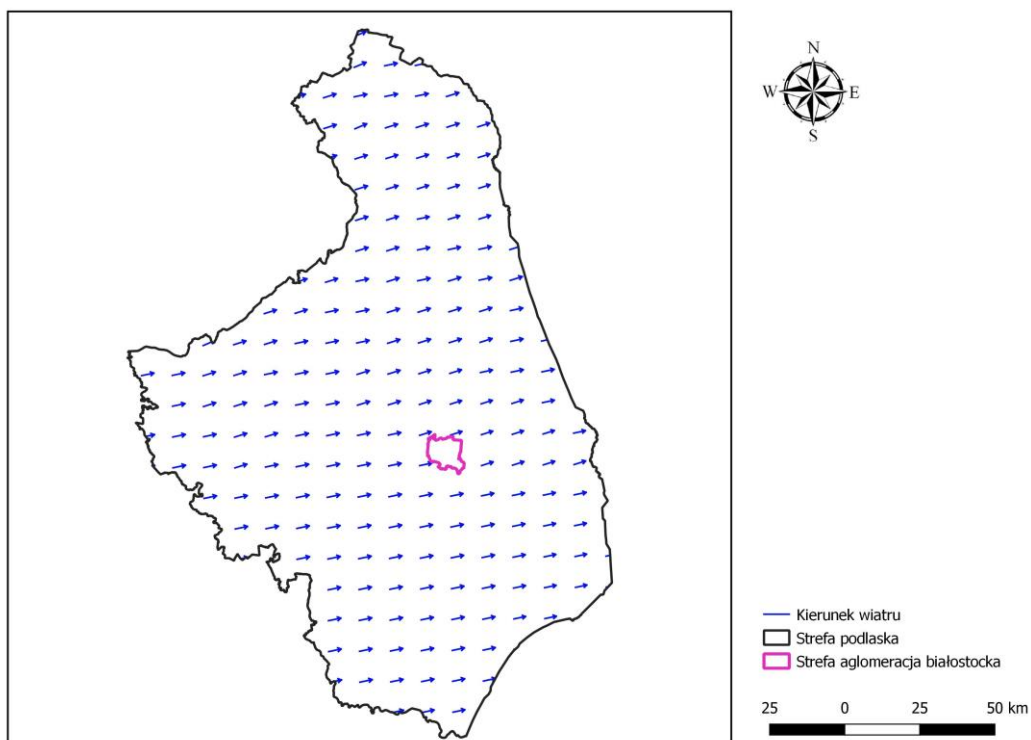 N
W E
S
Kierunek wiatru
Strefa podlaska
Strefa aglomeracja białostocka
25 0 25 50 km